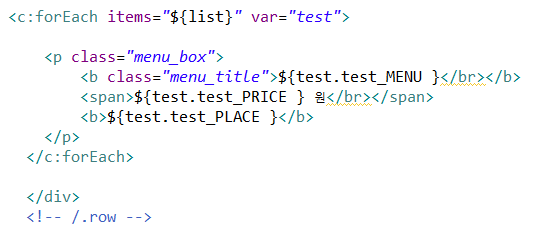 <c:forEach items="${list}" var="test">
<p class="menu_box">
<b class="menu_title">${test.test_MENU }</br></b>
<span>${test.test_PRICE } 원</br></span>
<b>${test.test_PLACE }</b>
</p>
</c:forEach>
</div>
<!-- /.row -->